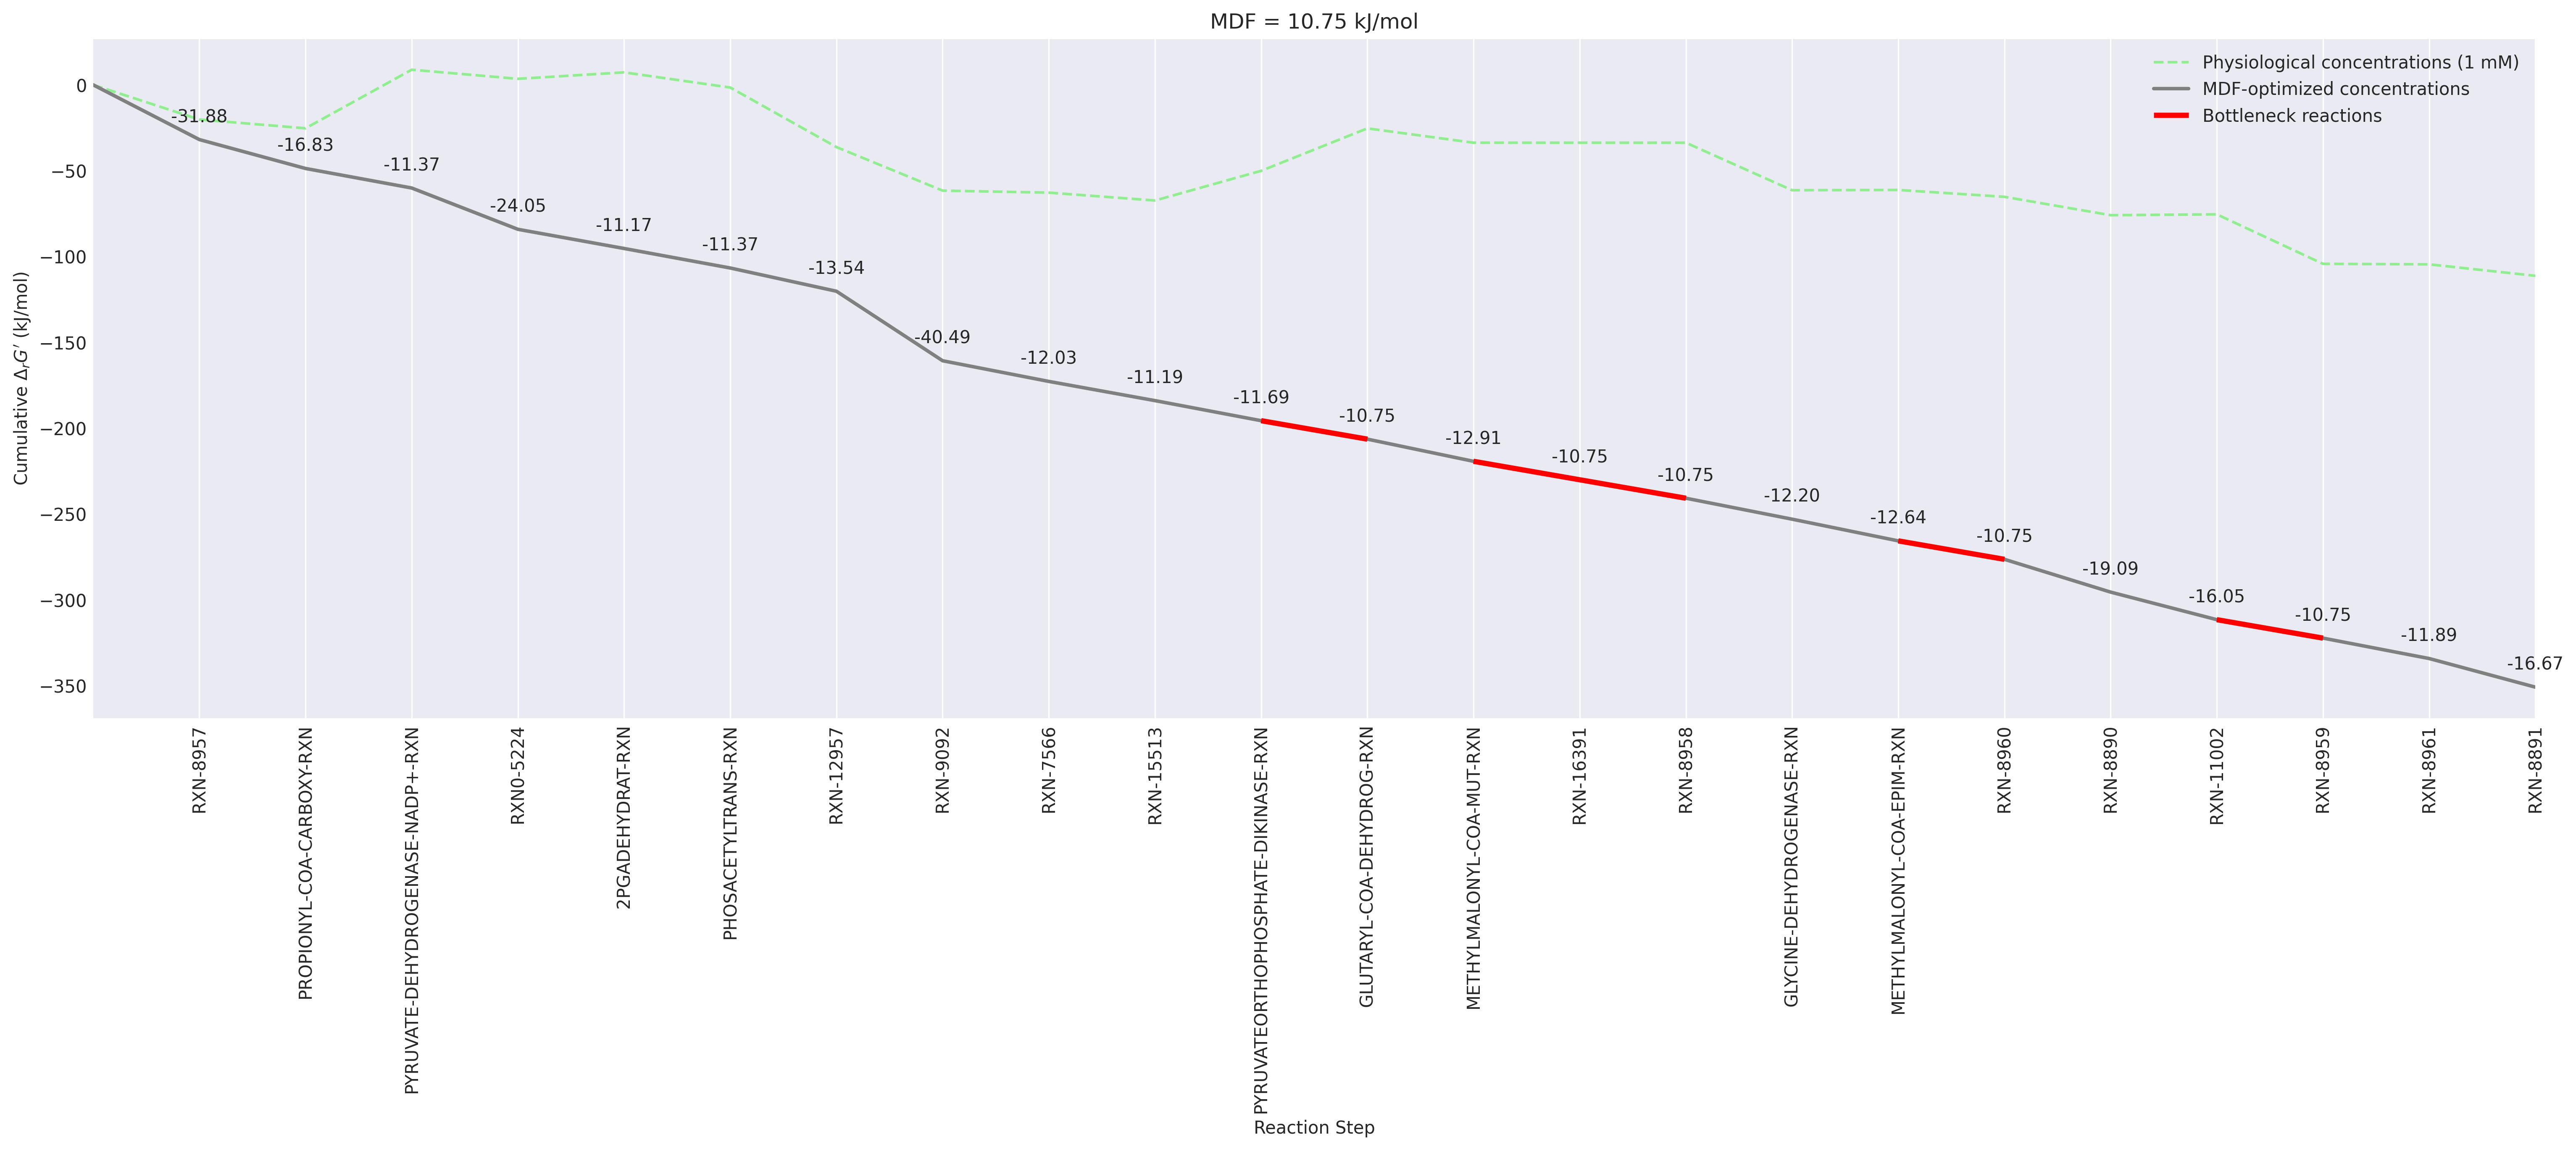 MDF = 10.75 kJ/mol
Physiological concentrations (1 mM)
MDF-optimized concentrations
Bottleneck reactions
Cumulative ΔrG′ (kJ/mol)
0
−50
−100
−150
−200
−250
−300
−350
-31.88
-16.83
-11.37
-24.05
-11.17
-11.37
-13.54
-40.49
-12.03
-11.19
-11.69
-10.75
-12.91
-10.75
-10.75
-12.20
-12.64
-10.75
-19.09
-16.05
-10.75
-11.89
-16.67
RXN-8957
PROPIONYL-COA-CARBOXY-RXN
PYRUVATE-DEHYDROGENASE-NADP+-RXN
RXN0-5224
2PGADEHYDRAT-RXN
PHOSACETYLTRANS-RXN
RXN-12957
RXN-9092
RXN-7566
RXN-15513
PYRUVATEORTHOPHOSPHATE-DIKINASE-RXN
GLUTARYL-COA-DEHYDROG-RXN
METHYLMALONYL-COA-MUT-RXN
RXN-16391
RXN-8958
GLYCINE-DEHYDROGENASE-RXN
METHYLMALONYL-COA-EPIM-RXN
RXN-8960
RXN-8890
RXN-11002
RXN-8959
RXN-8961
RXN-8891
Reaction Step